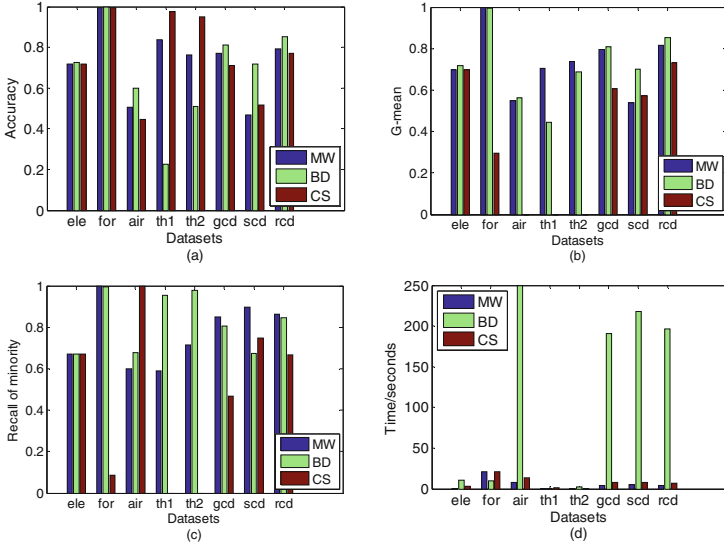 1
0.8
0.6
0.4
0.2
0
Accuracy
MW
BD
CS
ele for air th1 th2 gcd scd rcd
Datasets
(a)
1
0.8
0.6
0.4
0.2
0
G-mean
MW
BD
CS
ele for air th1 th2 gcd scd rcd
Datasets
(b)
1
0.8
0.6
0.4
0.2
0
Recall of minority
MW
BD
CS
ele for air th1 th2 gcd scd rcd
Datasets
(c)
250
200
150
100
50
0
Time/seconds
MW
BD
CS
ele for air th1 th2 gcd scd rcd
Datasets
(d)